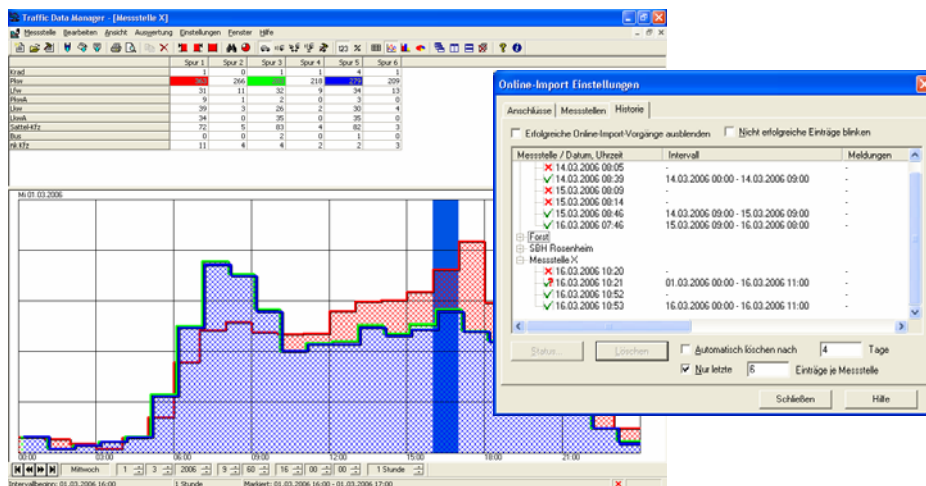 Traffic Data Manager - [Messstelle X]
Messstelle Bearbeiten Ansicht Auswertung Einstellungen Fenster Hilfe
123 %
Spur 1 Spur 2 Spur 3 Spur 4 Spur 5 Spur 6
Krad 1 0 1 1 4 1
Pkw 266 218 279 209
Lfw 31 11 32 9 34 13
PkwA 9 1 2 0 3 0
Lkw 39 3 26 2 30 4
LkwA 34 0 35 0 35 0
Sattel-Kfz 72 5 83 4 82 3
Bus 0 0 2 0 1 0
nk Kfz 11 4 4 2 2 3
Mi 01.03.2006
00:00 03:00 06:00 09:00 12:00 15:00 18:00 21:00
Mittwoch 1 3 2006 9 60 16 00 00 1 Stunde
Intervallbeginn: 01.03.2006 16:00 1 Stunde Markiert: 01.03.2006 16:00 - 01.03.2006 17:00
Online-Import Einstellungen
Anschlüsse Messstellen Historie
Erfolgreiche Online-Import-Vorgänge ausblenden Nicht erfolgreiche Einträge blinken
Messstelle / Datum, Uhrzeit Intervall Meldungen
14.03.2006 08:05 - -
14.03.2006 08:39 14.03.2006 00:00 - 14.03.2006 09:00 -
15.03.2006 08:09 - -
15.03.2006 08:14 - -
15.03.2006 08:46 14.03.2006 09:00 - 15.03.2006 09:00 -
16.03.2006 07:46 15.03.2006 09:00 - 16.03.2006 08:00 -
Forst
SBH Rosenheim
Messstelle X
16.03.2006 10:20 - -
16.03.2006 10:21 01.03.2006 00:00 - 16.03.2006 11:00 -
16.03.2006 10:52 - -
16.03.2006 10:53 16.03.2006 00:00 - 16.03.2006 11:00 -
Status... Löschen Automatisch löschen nach 4 Tage
Nur letzte 6 Einträge je Messstelle
Schließen Hilfe